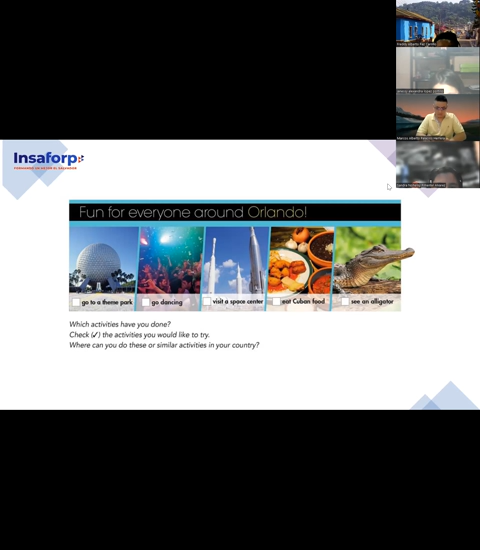 Insaforp
Fun for everyone around Orlando!
go to a theme park
go dancing
visit a space center
eat Cuban food
see an alligator
Which activities have you done?
Check (✓) the activities you would like to try.
Where can you do these or similar activities in your country?